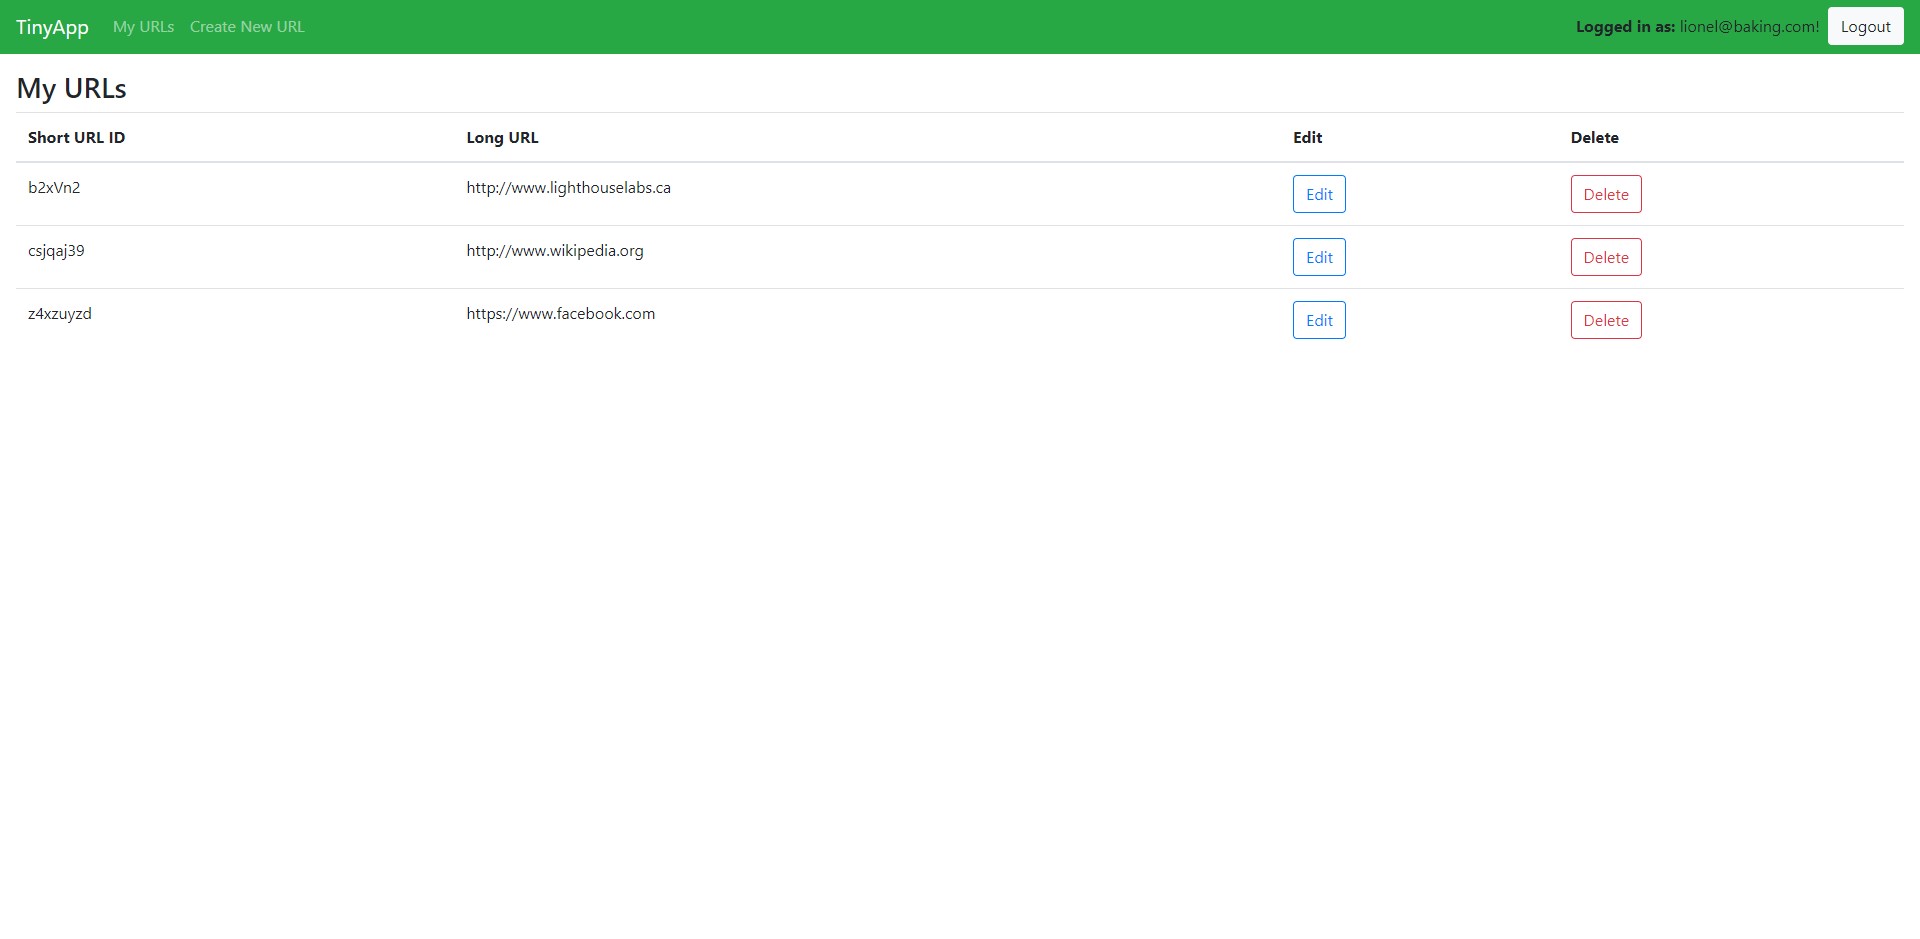 TinyApp My URLs Create New URL Logged in as: lionel@baking.com! Logout
My URLs
Short URL ID Long URL Edit Delete
b2xVn2 http://www.lighthouselabs.ca Edit Delete
csjqaj39 http://www.wikipedia.org Edit Delete
z4xzuyzd https://www.facebook.com Edit Delete